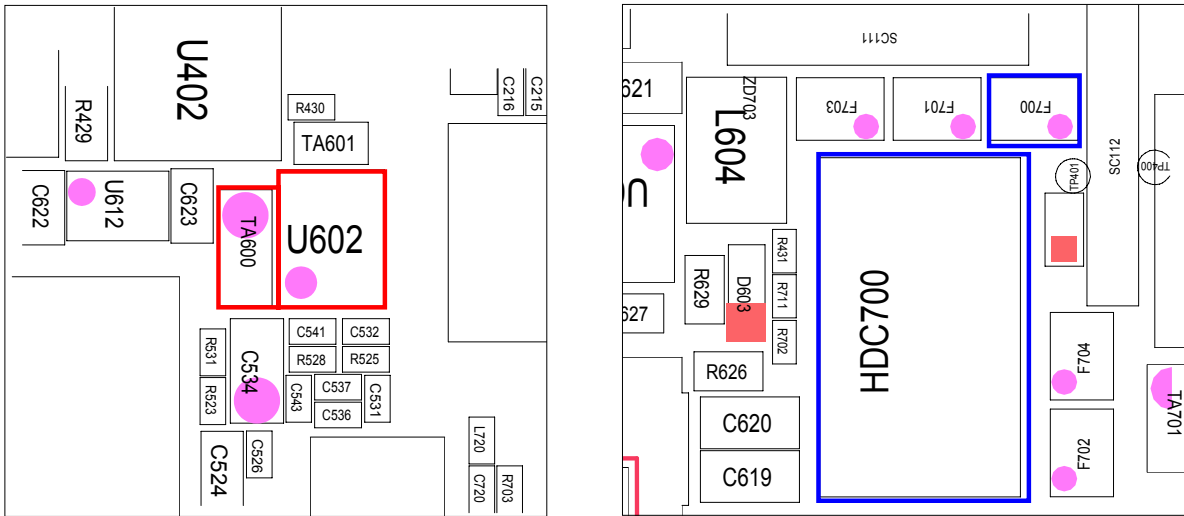 U402
R429
R430
TA601
C216
C215
C622
U612
C623
TA600
U602
R531
R523
C534
C541
C532
R528
R525
C543
C537
C536
C531
C524
C526
L720
C720
R703
SC111
621
ZD703
L604
F703
F701
F700
SC112
TP401
TP400
on
R431
R629
D603
R711
HDC700
627
R702
R626
F704
TA701
C620
F702
C619